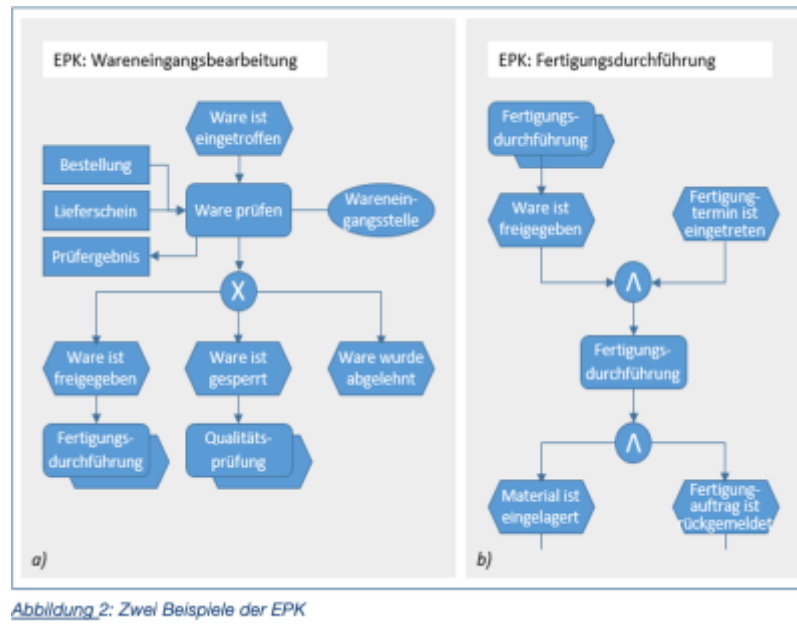 EPK: Wareneingangsbearbeitung
Ware ist
eingetroffen
Bestellung
Lieferschein
Prüfergebnis
Ware prüfen
Wareneingangsstelle
X
Ware ist
freigegeben
Ware ist
gesperrt
Ware wurde
abgelehnt
Fertigungs-
durchführung
Qualitäts-
prüfung
a)
EPK: Fertigungsdurchführung
Fertigungs-
durchführung
Ware ist
freigegeben
Fertigung-
termin ist
eingetreten
Λ
Fertigungs-
durchführung
Λ
Material ist
eingelagert
Fertigung-
auftrag ist
rückgemeldet
b)
Abbildung 2: Zwei Beispiele der EPK